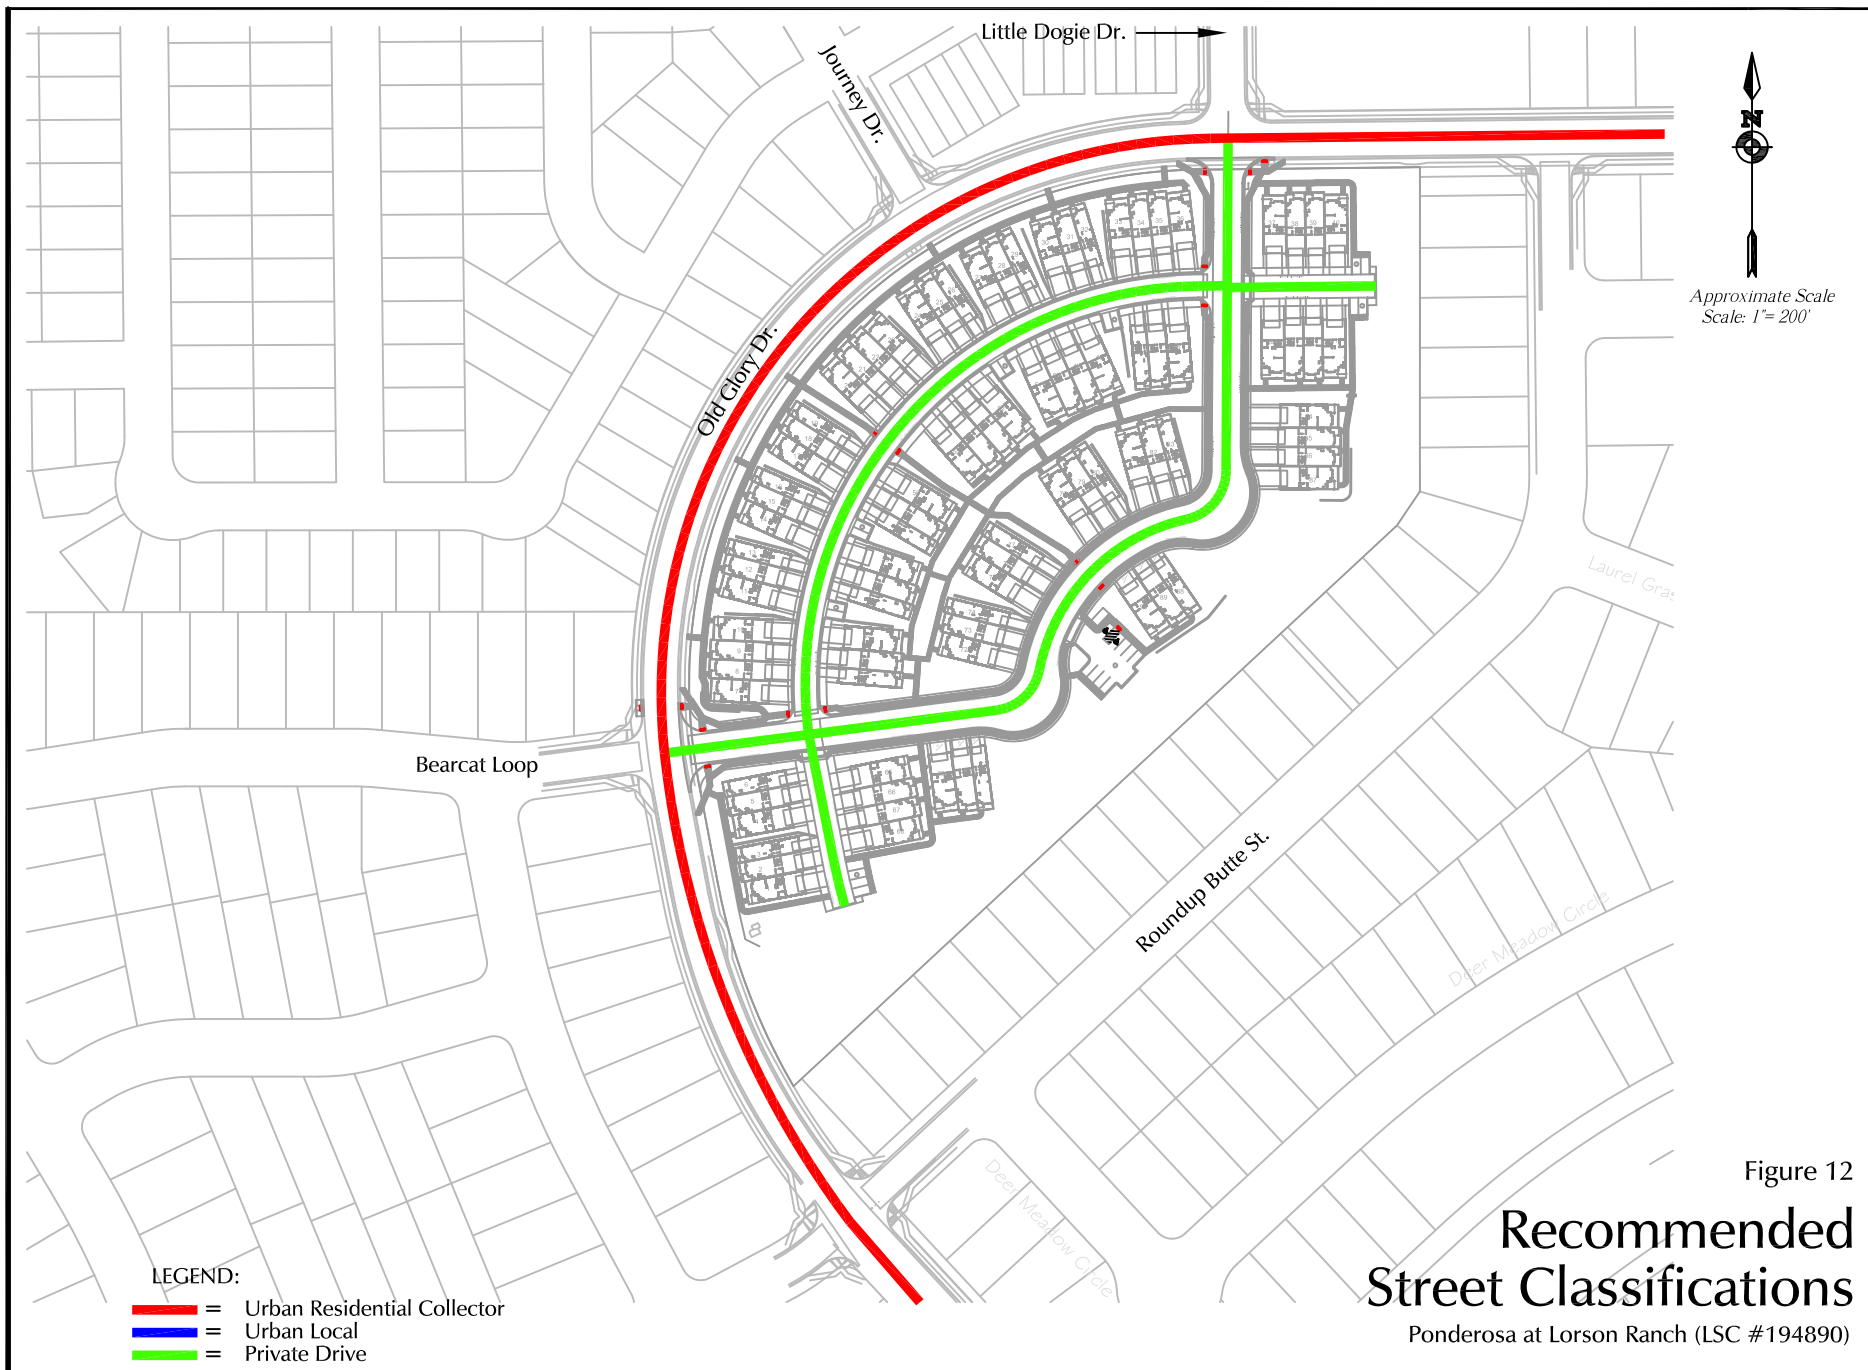 Little Dogie Dr.
Journey Dr.
N
Approximate Scale
Scale: 1"= 200'
Old Glory Dr.
Laurel Gras
Bearcat Loop
Roundup Butte St.
Deer Meadow Circle
Deer Meadow Circle
Figure 12
Recommended
Street Classifications
Ponderosa at Lorson Ranch (LSC #194890)
LEGEND:
= Urban Residential Collector
= Urban Local
= Private Drive